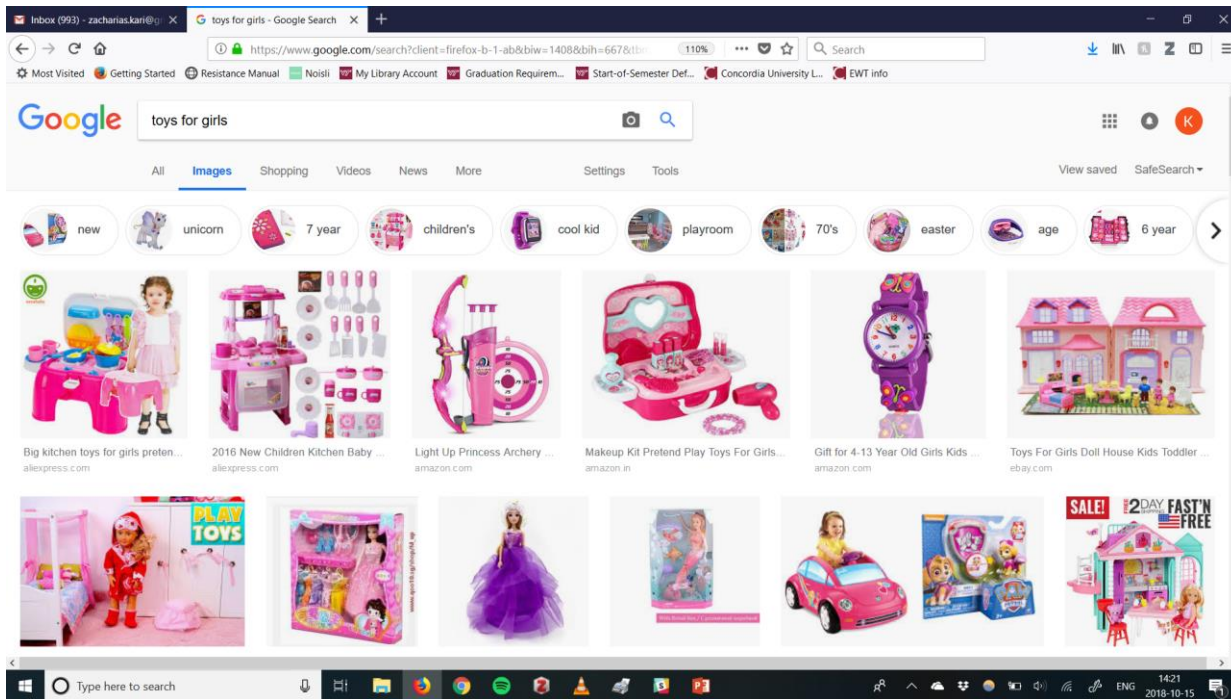 Inbox (993) - zacharias.kari@g
toys for girls - Google Search
https://www.google.com/search?client=firefox-b-1-ab&biw=1408&bih=667&tb
110%
Search
Most Visited
Getting Started
Resistance Manual
Noisli
My Library Account
Graduation Requirem...
Start-of-Semester Def...
Concordia University L...
EWT info
Google
toys for girls
K
All
Images
Shopping
Videos
News
More
Settings
Tools
View saved
SafeSearch
new
unicorn
7 year
children's
cool kid
playroom
70's
easter
age
6 year
Big kitchen toys for girls preten...
aliexpress.com
2016 New Children Kitchen Baby ...
aliexpress.com
Light Up Princess Archery ...
amazon.com
Makeup Kit Pretend Play Toys For Girls...
amazon.in
Gift for 4-13 Year Old Girls Kids ...
amazon.com
Toys For Girls Doll House Kids Toddler ...
ebay.com
PLAY
TOYS
SALE!
2DAY
FAST'N
FREE
Type here to search
ENG
14:21
2018-10-15